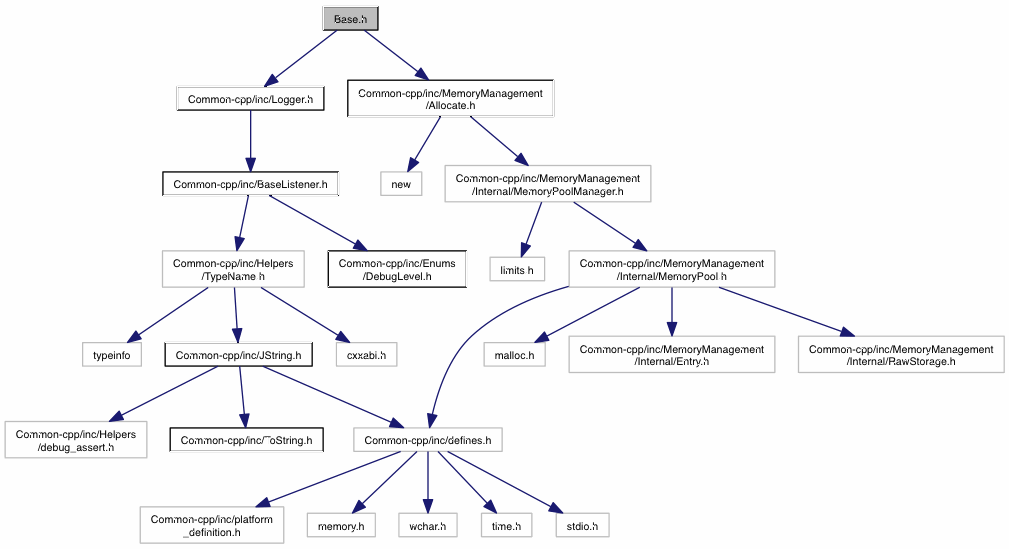 Base.h
Common-cpp/inc/Logger.h
Common-cpp/inc/MemoryManagement
/Allocate.h
Common-cpp/inc/BaseListener.h
new
Common-cpp/inc/MemoryManagement
/Internal/MemoryPoolManager.h
Common-cpp/inc/Helpers
/TypeName.h
Common-cpp/inc/Enums
/DebugLevel.h
limits.h
Common-cpp/inc/MemoryManagement
/Internal/MemoryPool.h
typeinfo
Common-cpp/inc/JString.h
cxxabi.h
malloc.h
Common-cpp/inc/MemoryManagement
/Internal/Entry.h
Common-cpp/inc/MemoryManagement
/Internal/RawStorage.h
Common-cpp/inc/Helpers
/debug_assert.h
Common-cpp/inc/ToString.h
Common-cpp/inc/defines.h
Common-cpp/inc/platform
_definition.h
memory.h
wchar.h
time.h
stdio.h